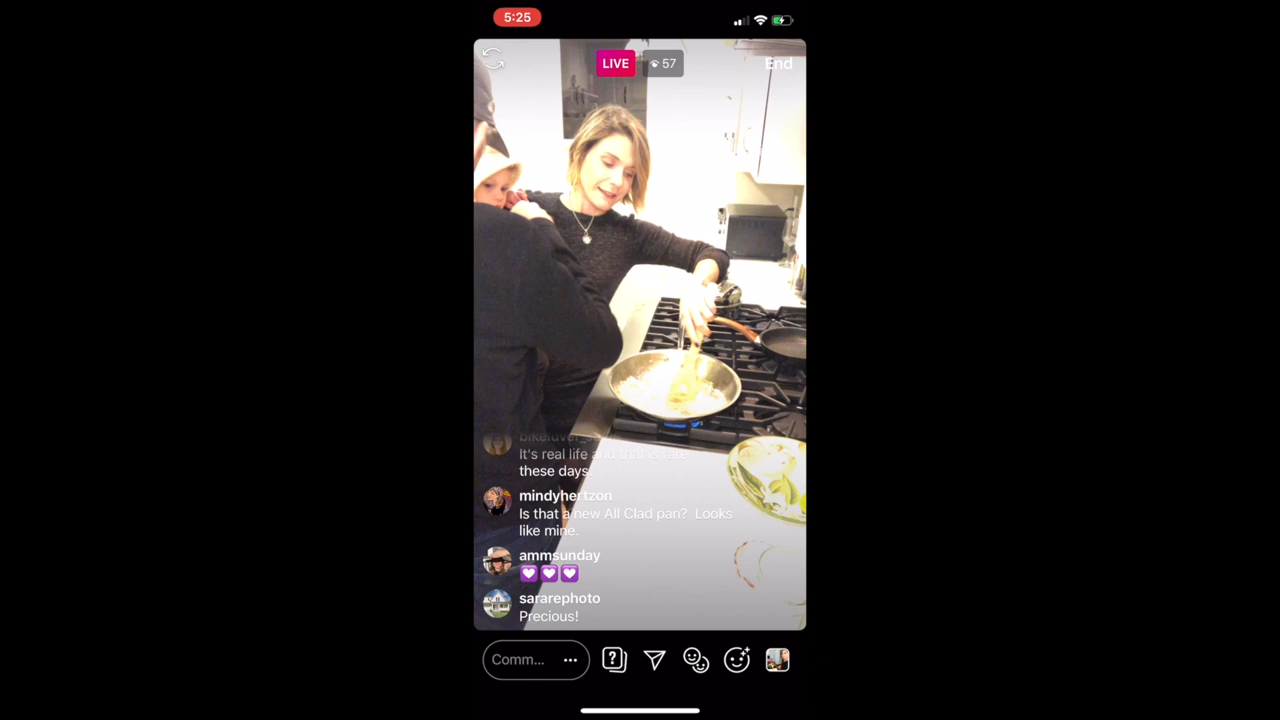 5:25
LIVE
57
End
It's real life and that is rare
these days
mindyhertzon
Is that a new All Clad pan? Looks
like mine.
ammsunday
💜💜💜
sararephoto
Precious!
Comm...